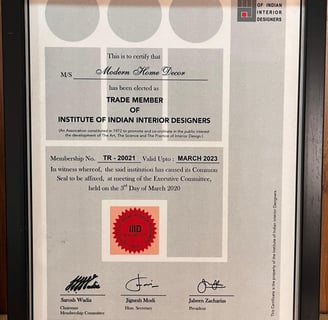 OF INDIAN
INTERIOR
DESIGNERS
This is to certify that
M/S Modern Home Decor
has been elected as
TRADE MEMBER
OF
INSTITUTE OF INDIAN INTERIOR DESIGNERS
(An Association constituted in 1972 to promote and co-ordinate in the public interest
the development of The Art, The Science and The Practice of Interior Design.)
Membership No. TR - 20021 Valid Upto : MARCH 2023
In witness whereof, the said institution has caused its Common
Seal to be affixed, at meeting of the Executive Committee,
held on the 3rd Day of March 2020
IIID
Sarosh Wadia
Chairman
Membership Committee
Jignesh Modi
Hon. Secretary
Jabeen Zacharias
President
This Certificate is the property of the Institute of Indian Interior Designers.